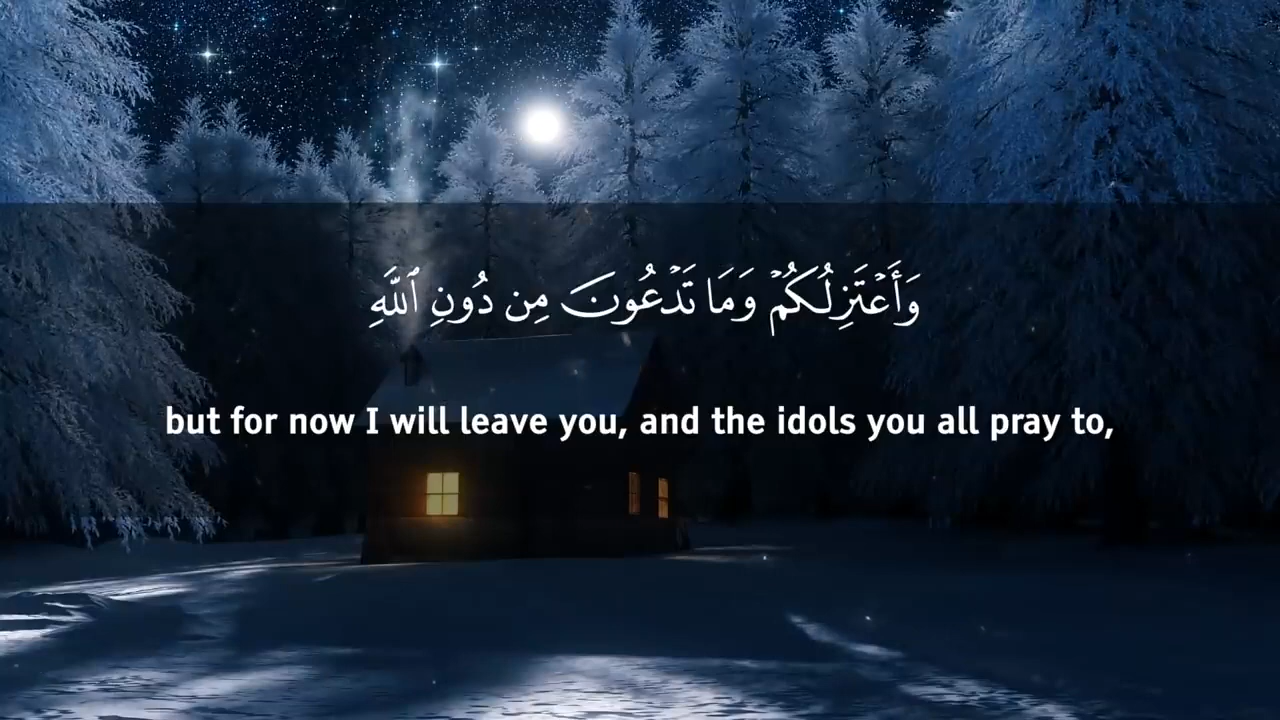 وَأَعْتَزِلُكُمْ وَمَا تَدْعُونَ مِن دُونِ ٱللَّهِ
but for now I will leave you, and the idols you all pray to,